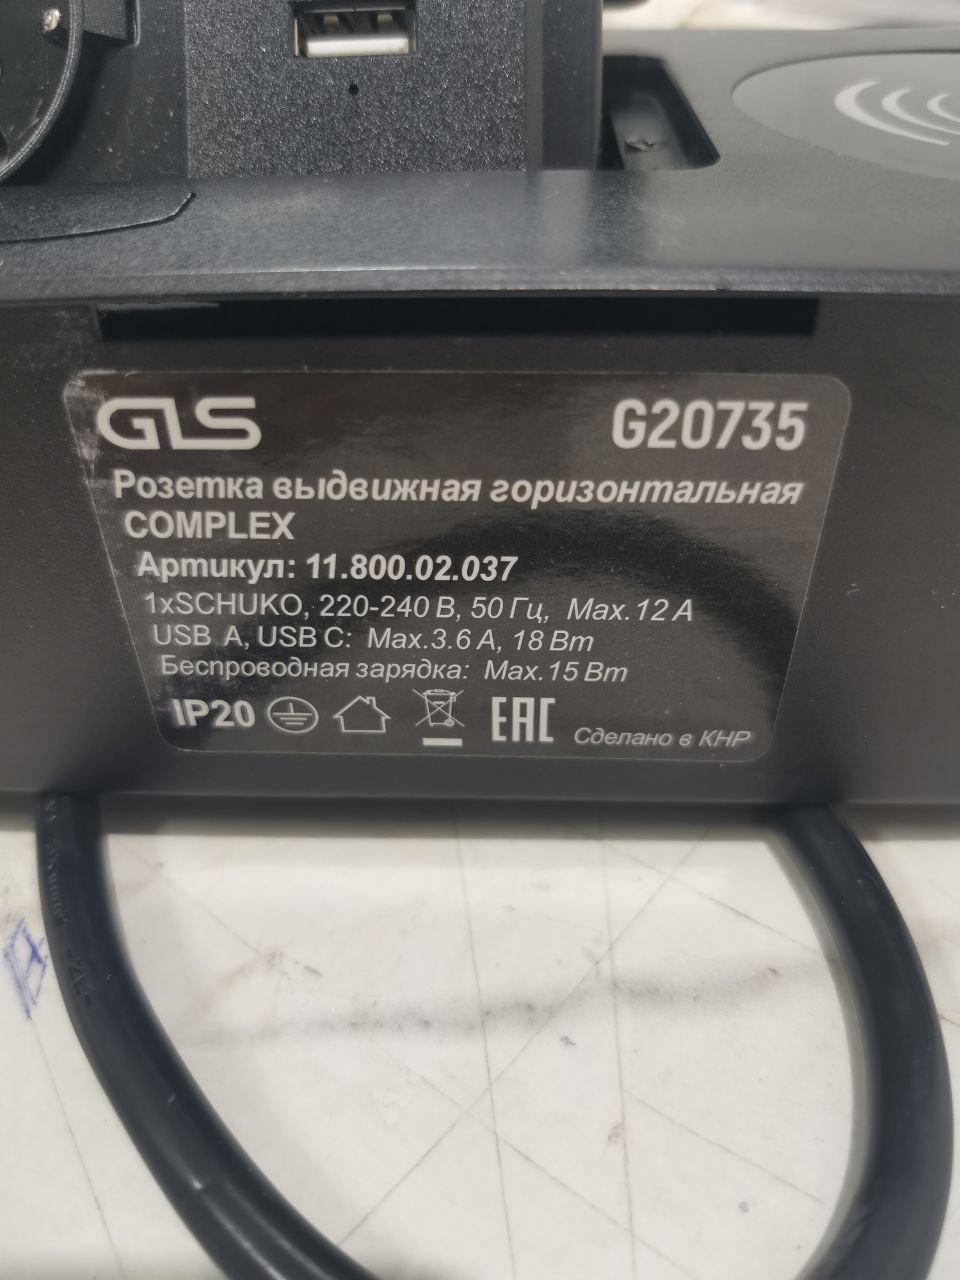 GLS G20735
Розетка выдвижная горизонтальная
COMPLEX
Артикул: 11.800.02.037
1xSCHUKO, 220-240 В, 50 Гц, Max.12 А
USB A, USB C: Max.3.6 А, 18 Вт
Беспроводная зарядка: Max.15 Вт
IP20 EAC Сделано в КНР